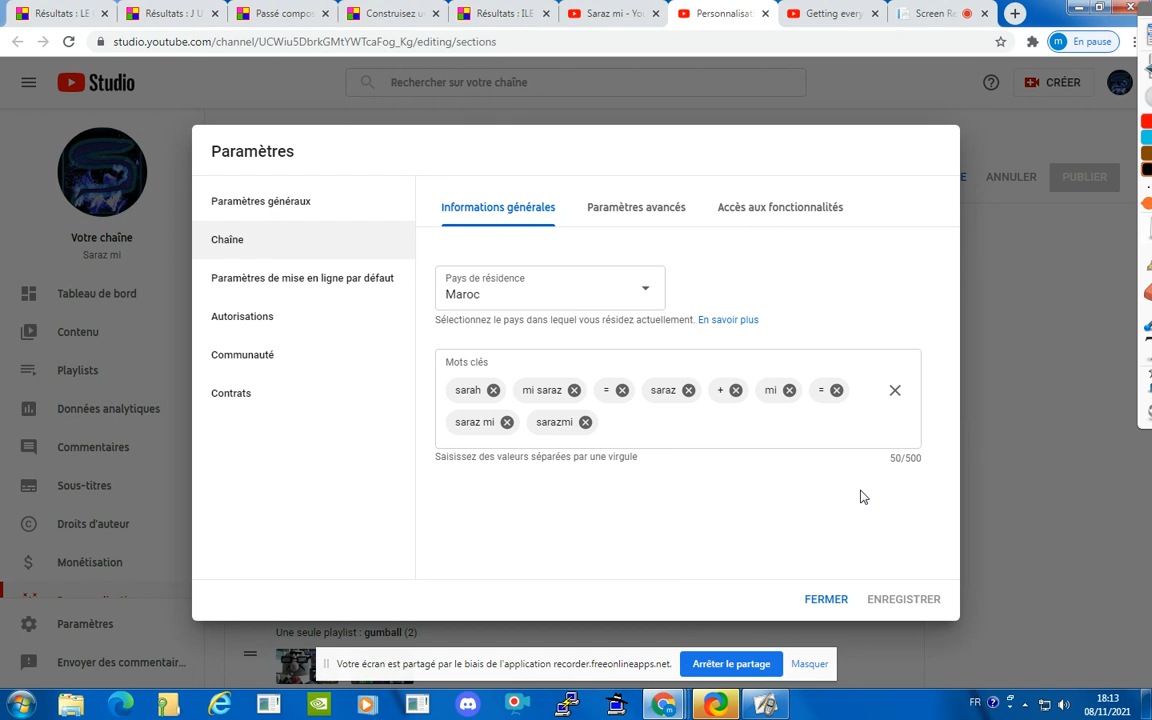 Résultats : LE
Résultats : J U
Passé compos
Construisez u
Résultats : ILE
Saraz mi - You
Personnalisat
Getting every
Screen Re
studio.youtube.com/channel/UCWiu5DbrkGMtYWTcaFog_Kg/editing/sections
m En pause
Studio
Rechercher sur votre chaîne
CRÉER
Paramètres
ANNULER
PUBLIER
Paramètres généraux
Informations générales
Paramètres avancés
Accès aux fonctionnalités
Votre chaîne
Saraz mi
Chaîne
Paramètres de mise en ligne par défaut
Autorisations
Communauté
Contrats
Pays de résidence
Maroc
Sélectionnez le pays dans lequel vous résidez actuellement. En savoir plus
Mots clés
sarah mi saraz = saraz + mi =
saraz mi sarazmi
Saisissez des valeurs séparées par une virgule
50/500
Tableau de bord
Contenu
Playlists
Données analytiques
Commentaires
Sous-titres
Droits d'auteur
Monétisation
Paramètres
Envoyer des commentair...
FERMER
ENREGISTRER
Une seule playlist : gumball (2)
Votre écran est partagé par le biais de l'application recorder.freeonlineapps.net.
Arrêter le partage
Masquer
FR
18:13
08/11/2021